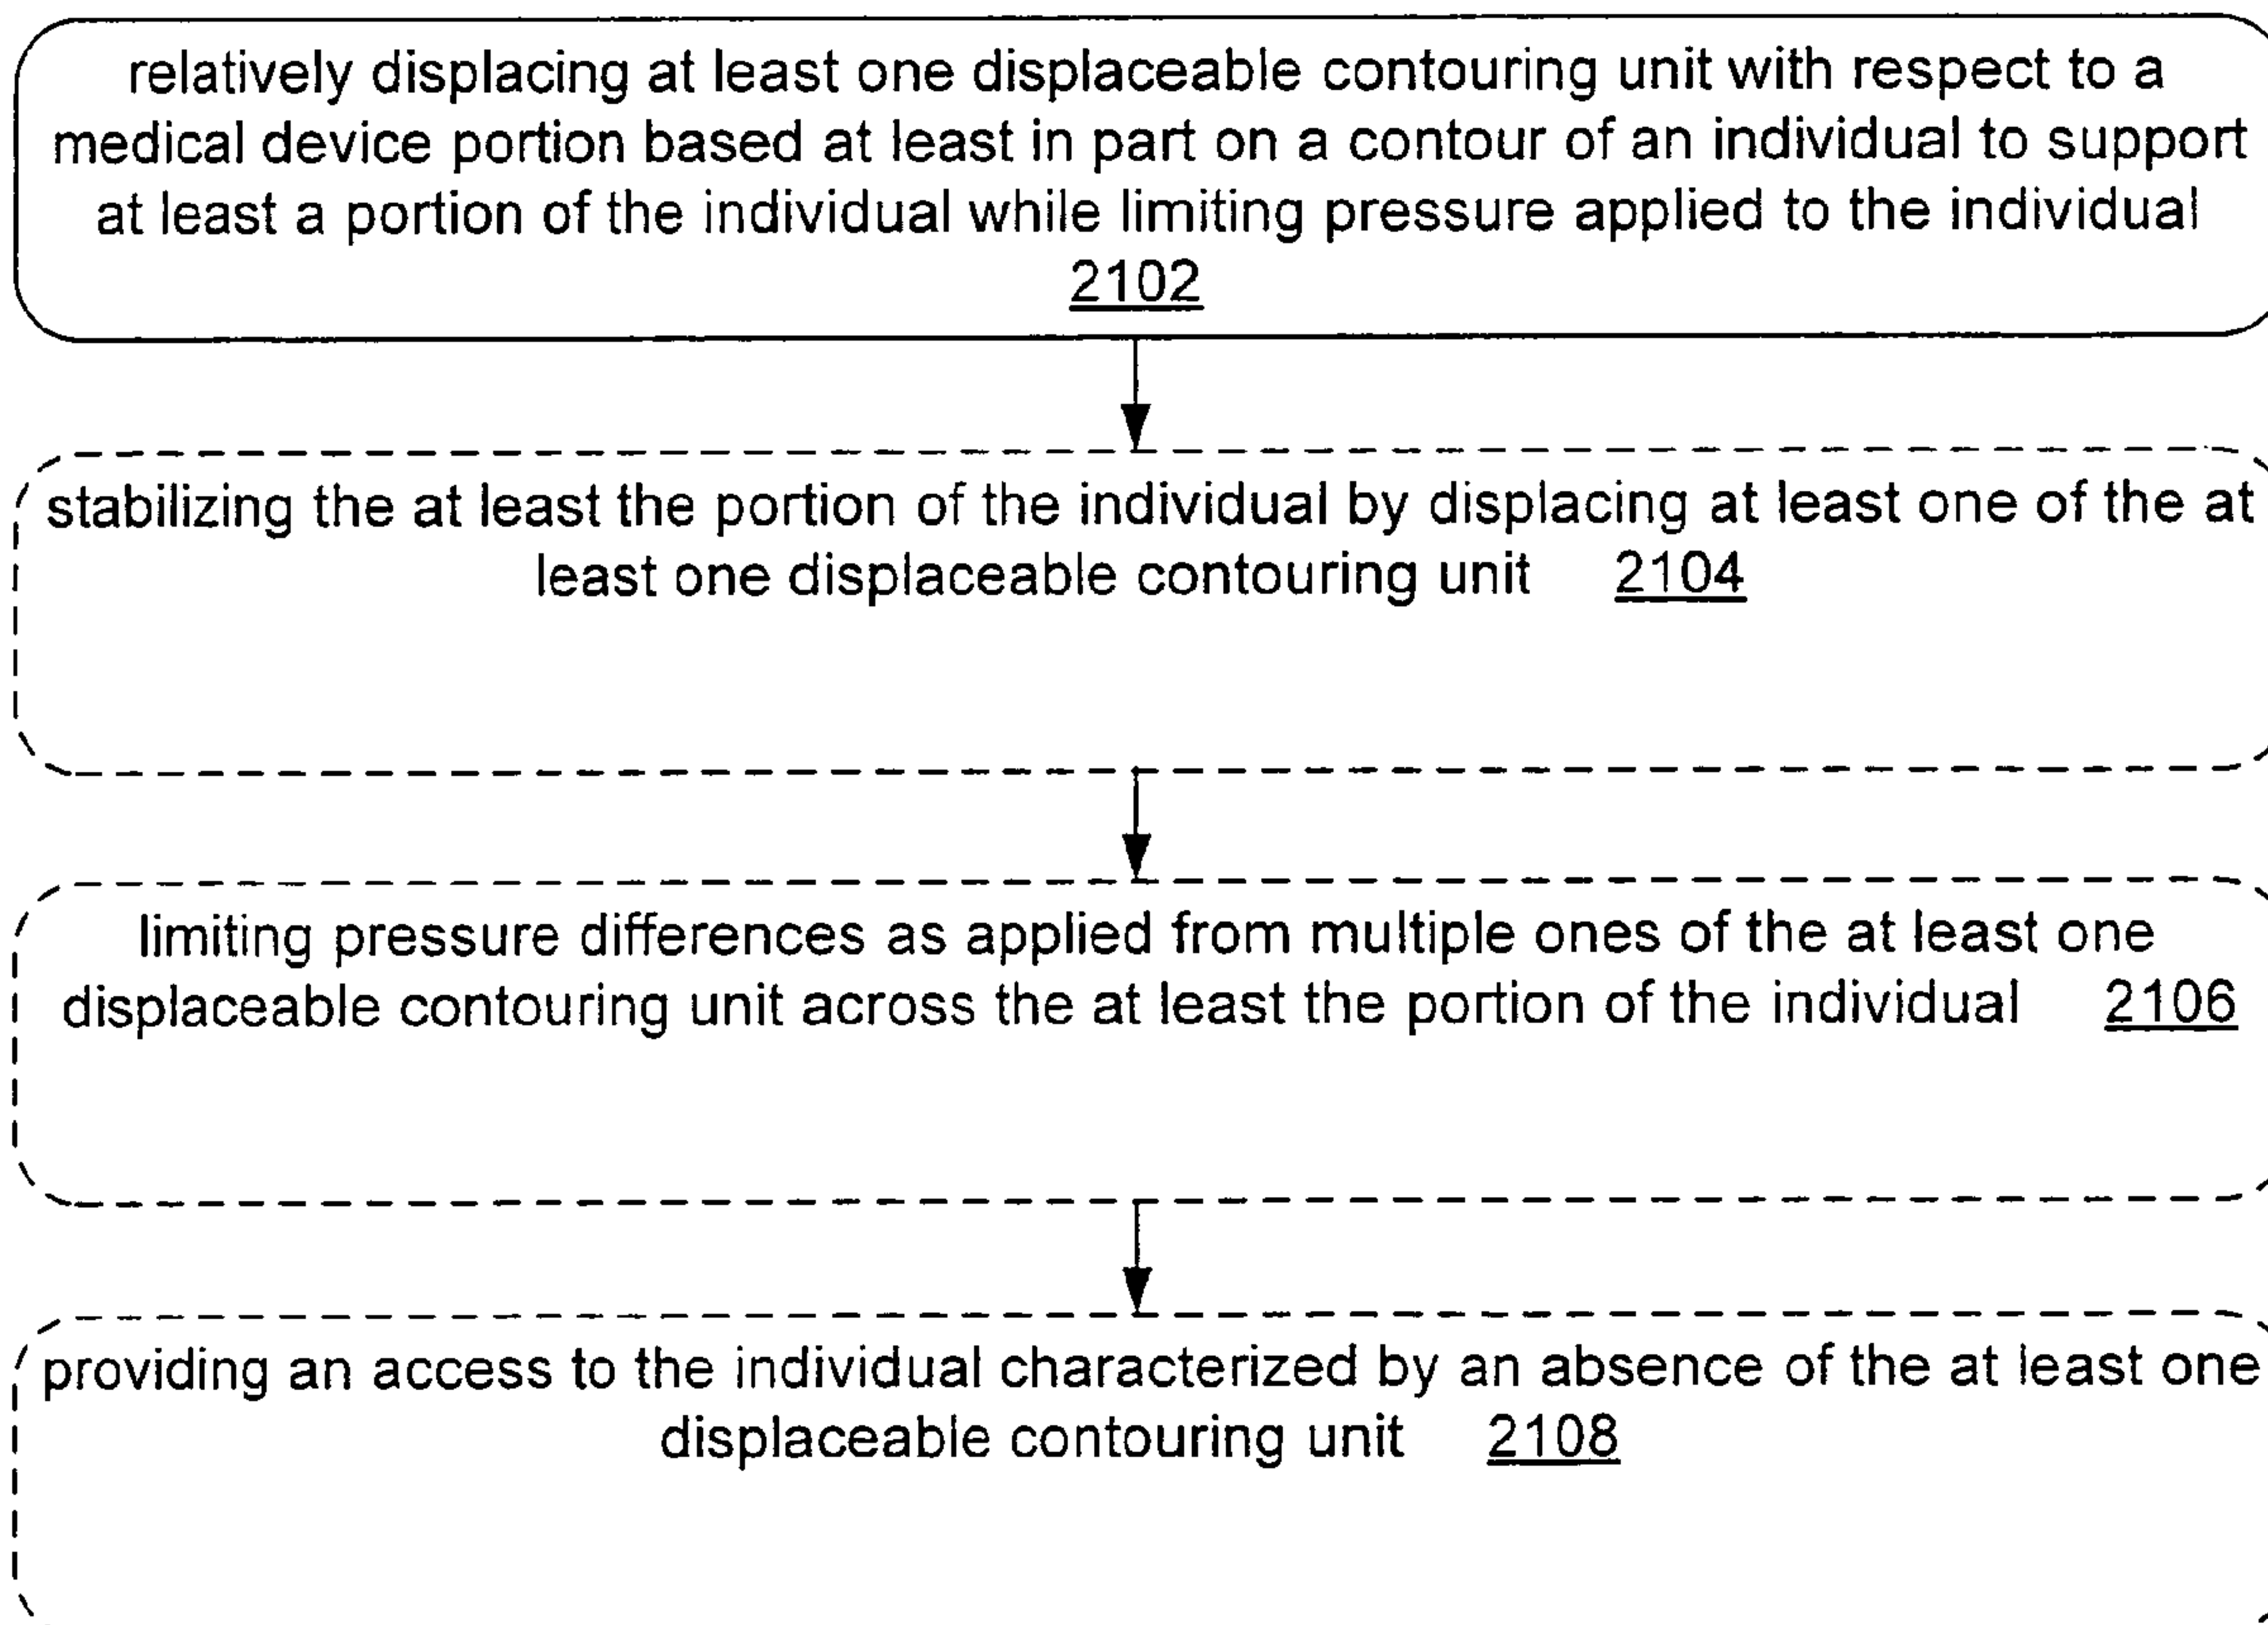 relatively displacing at least one displaceable contouring unit with respect to a
medical device portion based at least in part on a contour of an individual to support
at least a portion of the individual while limiting pressure applied to the individual
2102
stabilizing the at least the portion of the individual by displacing at least one of the at
least one displaceable contouring unit 2104
limiting pressure differences as applied from multiple ones of the at least one
displaceable contouring unit across the at least the portion of the individual 2106
providing an access to the individual characterized by an absence of the at least one
displaceable contouring unit 2108